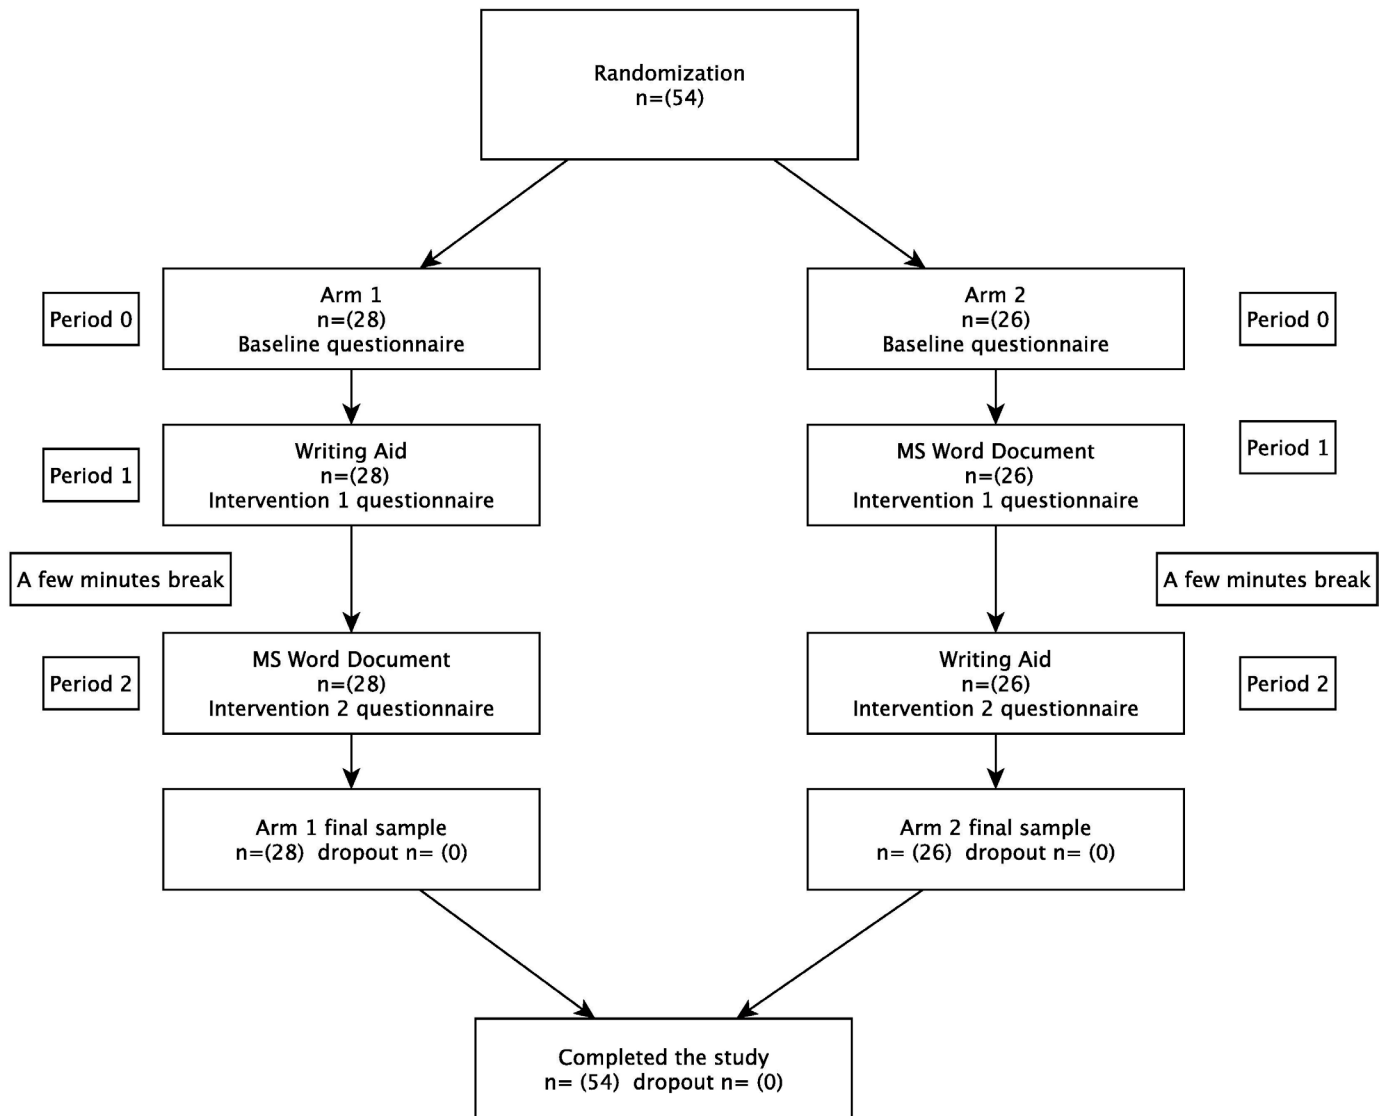 Randomization
n=(54)
Period 0
Arm 1
n=(28)
Baseline questionnaire
Arm 2
n=(26)
Baseline questionnaire
Period 0
Period 1
Writing Aid
n=(28)
Intervention 1 questionnaire
MS Word Document
n=(26)
Intervention 1 questionnaire
Period 1
A few minutes break
A few minutes break
Period 2
MS Word Document
n=(28)
Intervention 2 questionnaire
Writing Aid
n=(26)
Intervention 2 questionnaire
Period 2
Arm 1 final sample
n=(28)  dropout n= (0)
Arm 2 final sample
n= (26)  dropout n= (0)
Completed the study
n= (54)  dropout n= (0)